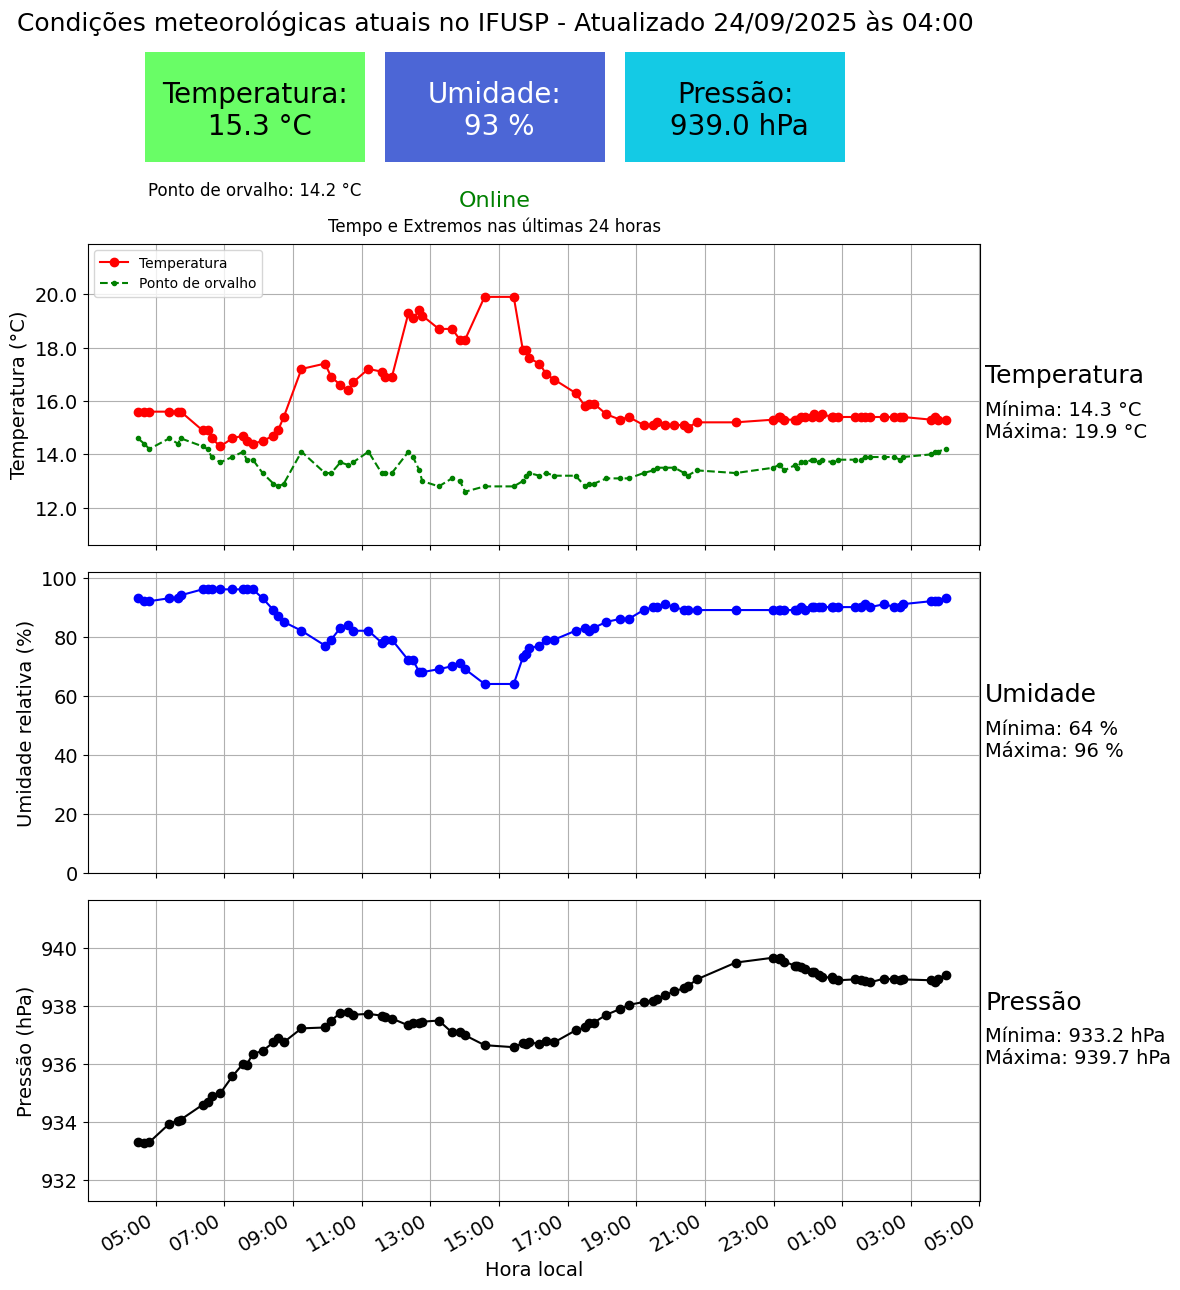 Condições meteorológicas atuais no IFUSP - Atualizado 24/09/2025 às 04:00
Temperatura:
15.3 °C
Umidade:
93 %
Pressão:
939.0 hPa
Ponto de orvalho: 14.2 °C
Online
Tempo e Extremos nas últimas 24 horas
Temperatura
Ponto de orvalho
Temperatura (°C)
20.0
18.0
16.0
14.0
12.0
Temperatura
Mínima: 14.3 °C
Máxima: 19.9 °C
Umidade relativa (%)
100
80
60
40
20
0
Umidade
Mínima: 64 %
Máxima: 96 %
Pressão (hPa)
940
938
936
934
932
Pressão
Mínima: 933.2 hPa
Máxima: 939.7 hPa
05:00
07:00
09:00
11:00
13:00
15:00
17:00
19:00
21:00
23:00
01:00
03:00
05:00
Hora local